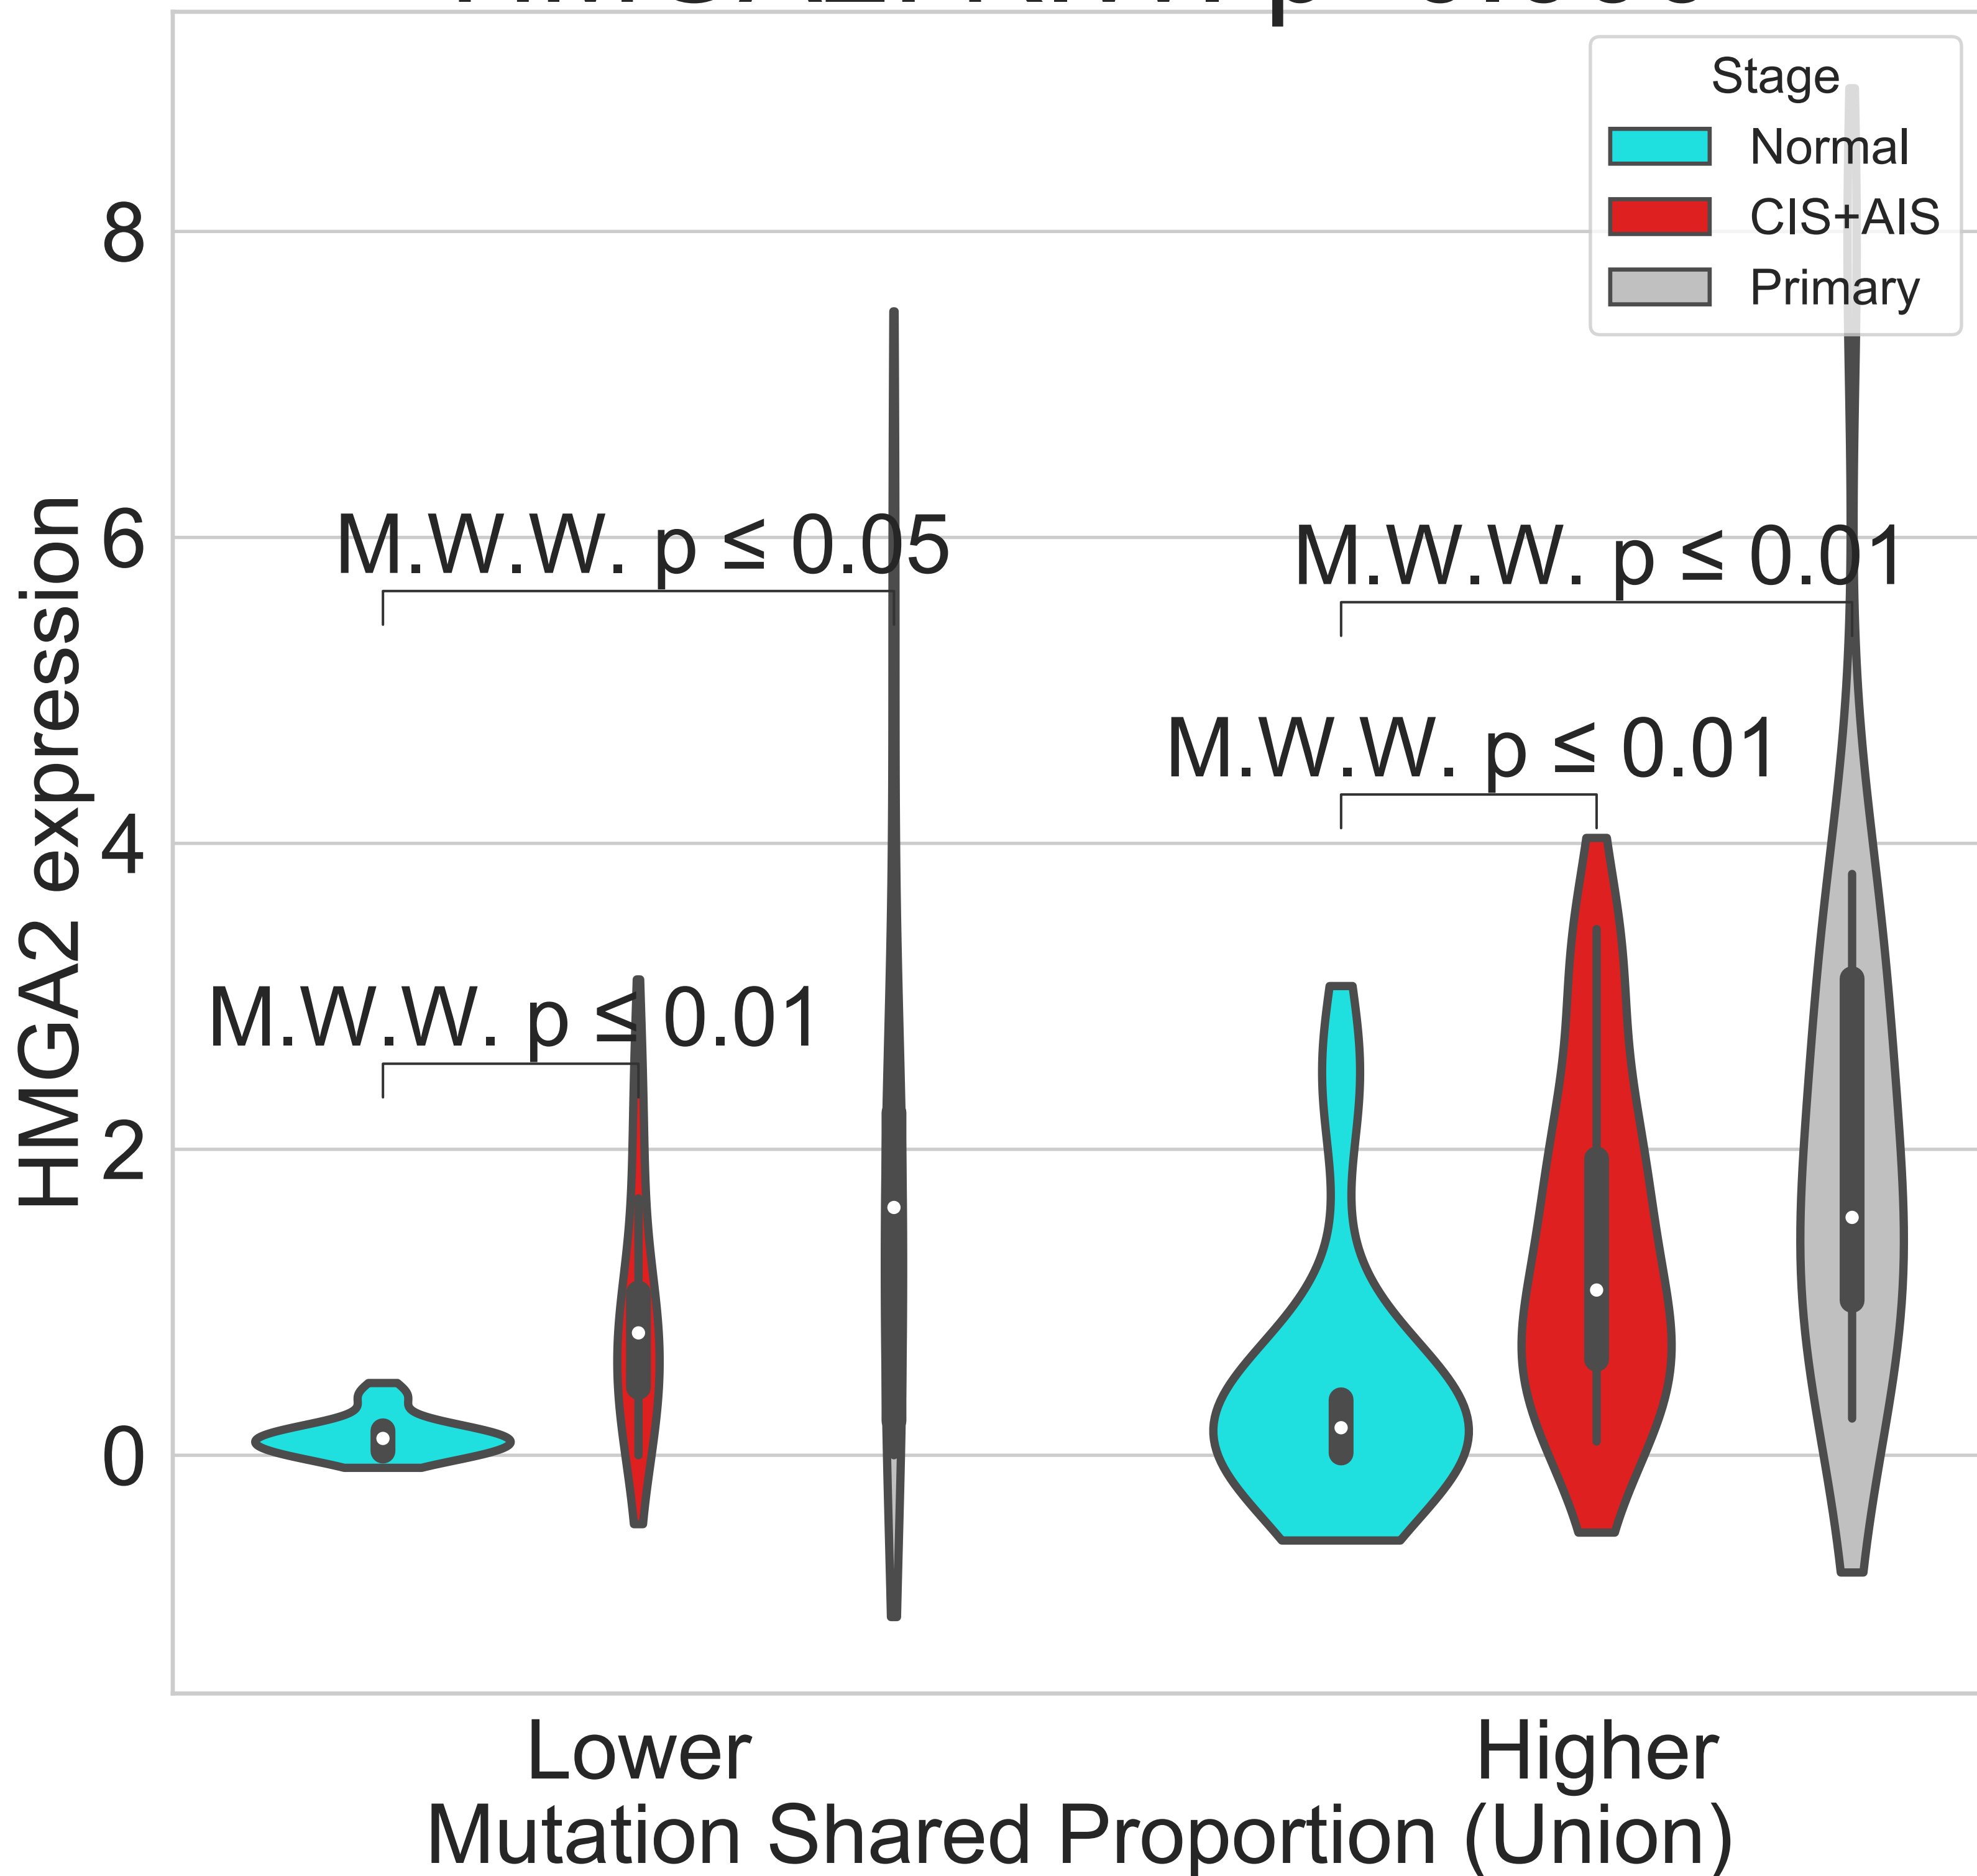 Stage
Normal
CIS+AIS
Primary
8
6
4
2
0
HMGA2 expression
M.W.W. p ≤ 0.05
M.W.W. p ≤ 0.01
M.W.W. p ≤ 0.01
M.W.W. p ≤ 0.01
Lower
Higher
Mutation Shared Proportion (Union)